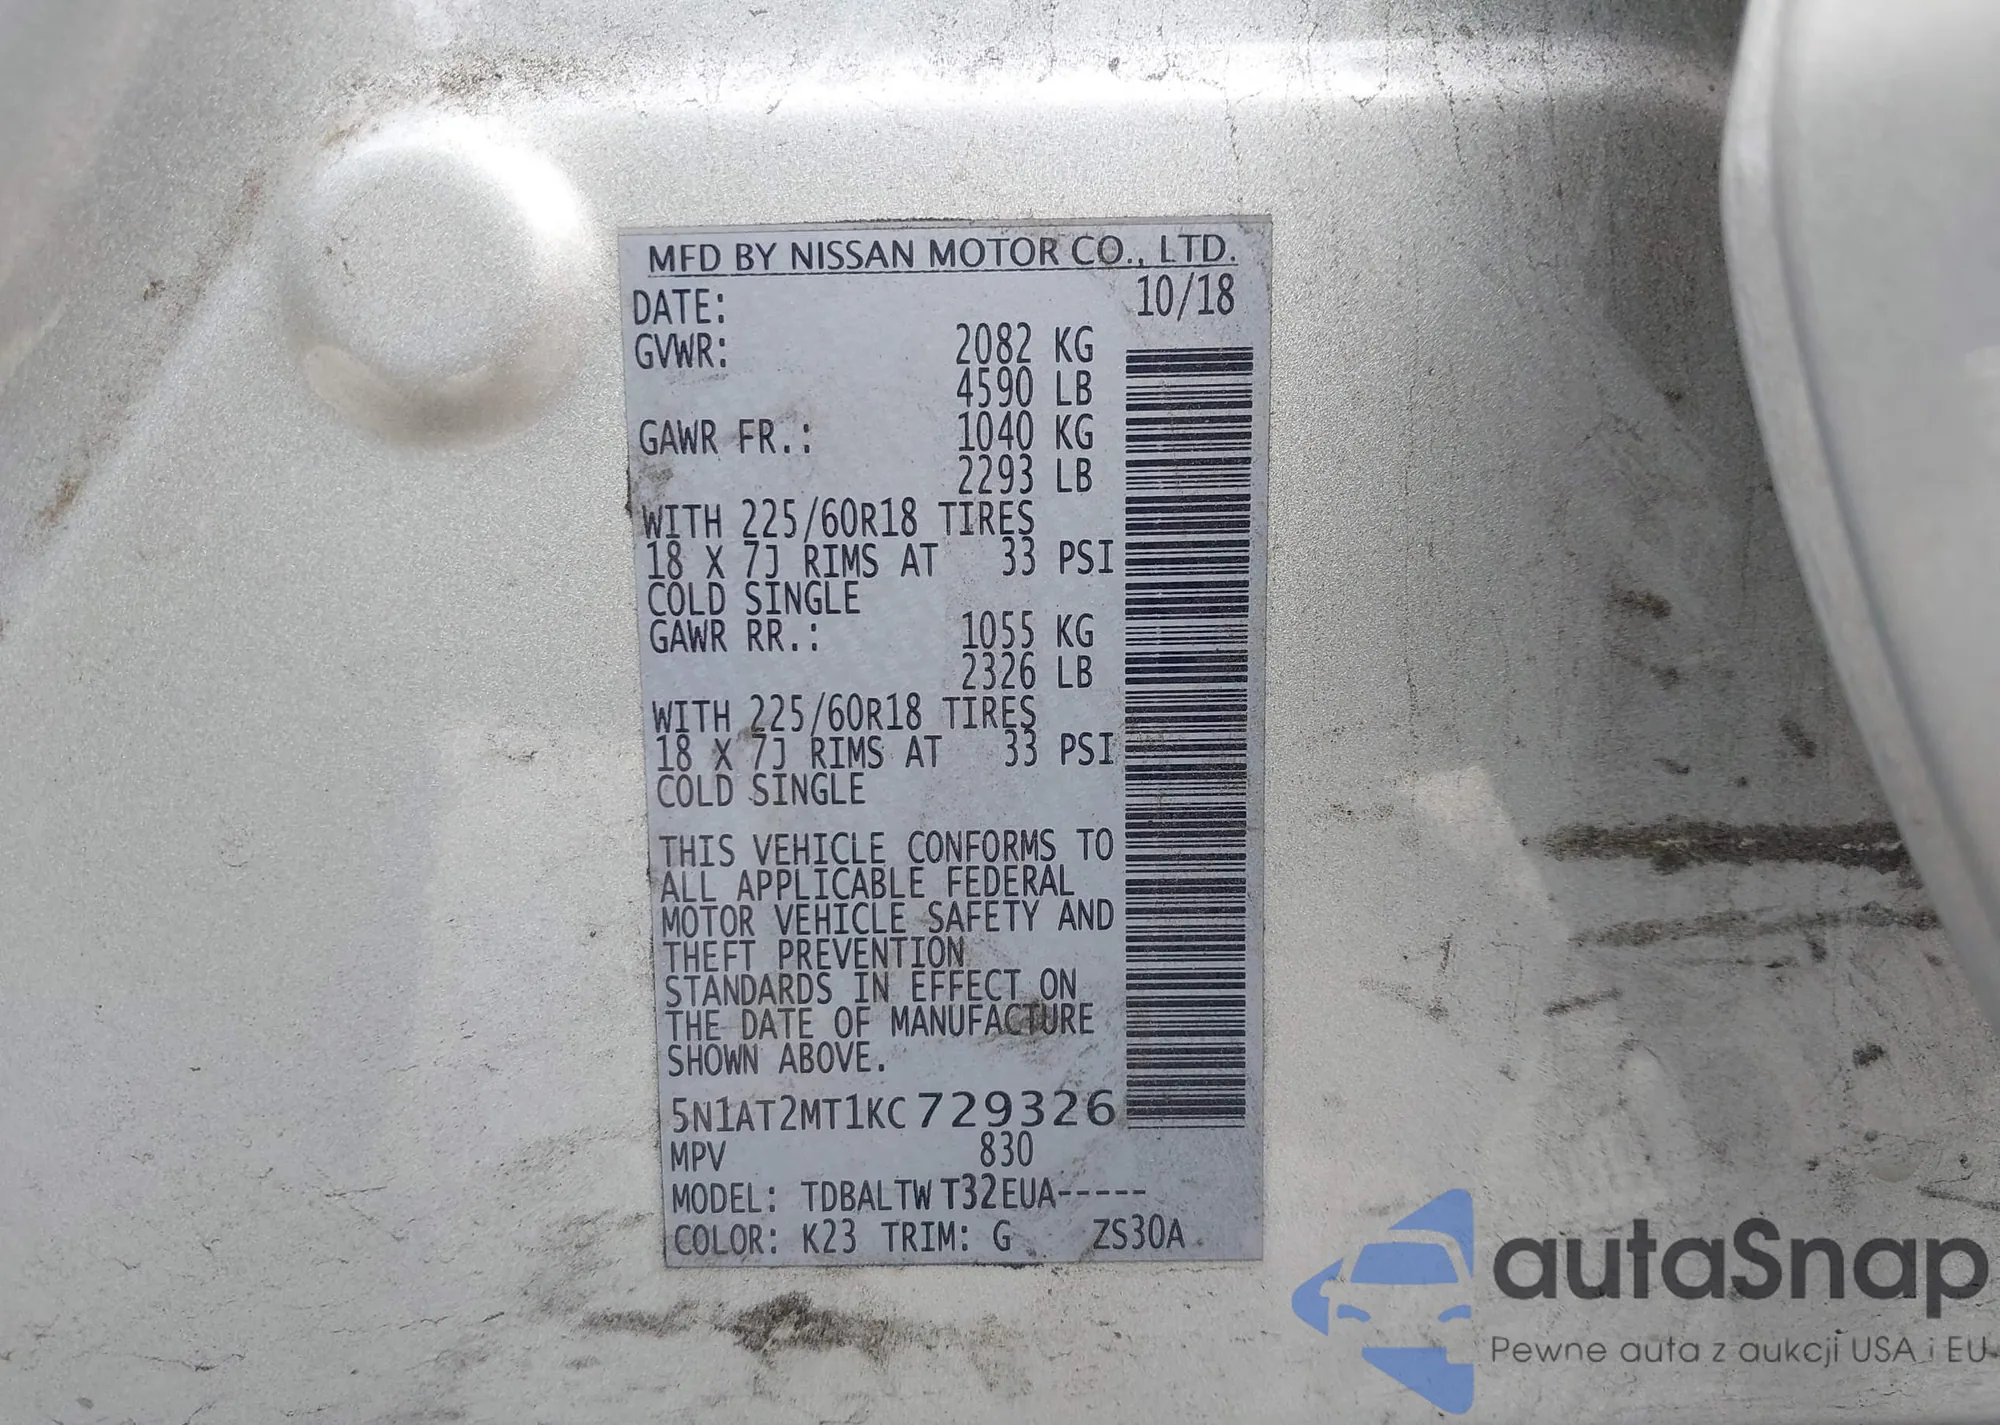 MFD BY NISSAN MOTOR CO., LTD.
DATE: 10/18
GVWR: 2082 KG
4590 LB
GAWR FR.: 1040 KG
2293 LB
WITH 225/60R18 TIRES
18 X 7J RIMS AT 33 PSI
COLD SINGLE
GAWR RR.: 1055 KG
2326 LB
WITH 225/60R18 TIRES
18 X 7J RIMS AT 33 PSI
COLD SINGLE
THIS VEHICLE CONFORMS TO
ALL APPLICABLE FEDERAL
MOTOR VEHICLE SAFETY AND
THEFT PREVENTION
STANDARDS IN EFFECT ON
THE DATE OF MANUFACTURE
SHOWN ABOVE.
5N1AT2MT1KC729326
MPV 830
MODEL: TDBALTWT32EUA-----
COLOR: K23 TRIM: G ZS30A
autaSnap
Pewne auta z aukcji USA i EU